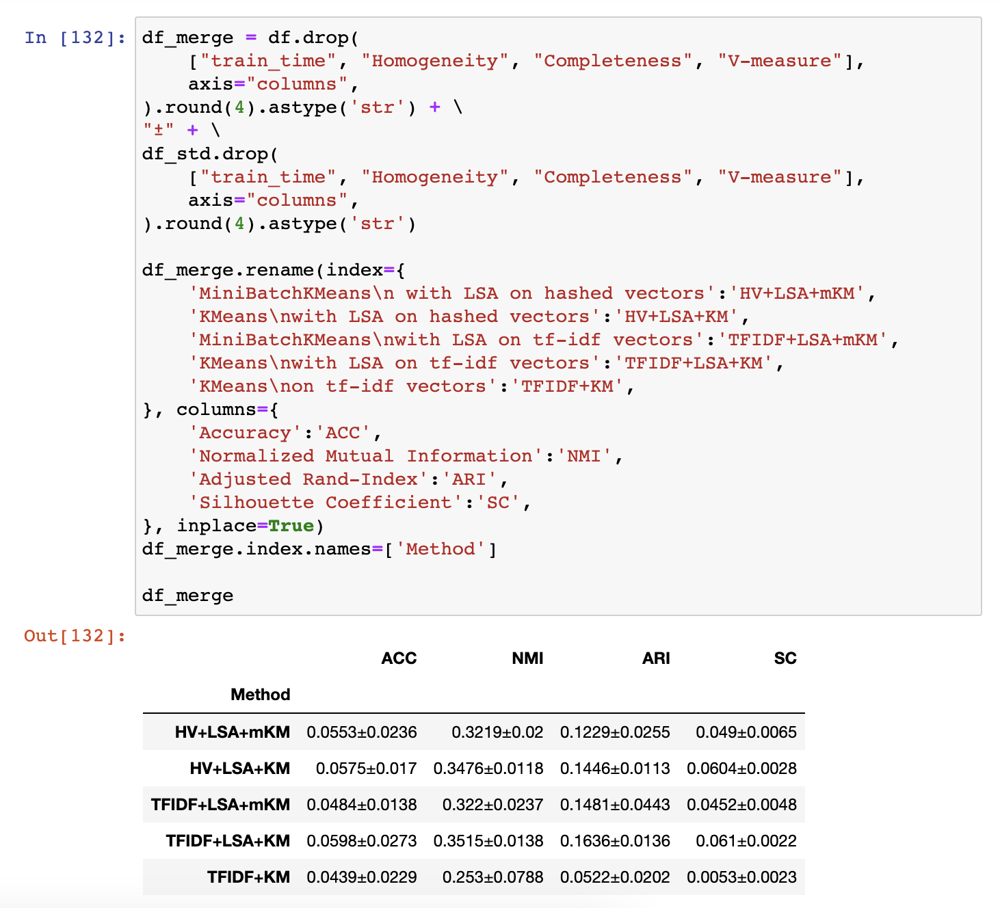 In [132]:
df_merge = df.drop(
    ["train_time", "Homogeneity", "Completeness", "V-measure"],
    axis="columns",
).round(4).astype('str') + \
"±" + \
df_std.drop(
    ["train_time", "Homogeneity", "Completeness", "V-measure"],
    axis="columns",
).round(4).astype('str')

df_merge.rename(index={
    'MiniBatchKMeans\n with LSA on hashed vectors':'HV+LSA+mKM',
    'KMeans\nwith LSA on hashed vectors':'HV+LSA+KM',
    'MiniBatchKMeans\nwith LSA on tf-idf vectors':'TFIDF+LSA+mKM',
    'KMeans\nwith LSA on tf-idf vectors':'TFIDF+LSA+KM',
    'KMeans\non tf-idf vectors':'TFIDF+KM',
}, columns={
    'Accuracy':'ACC',
    'Normalized Mutual Information':'NMI',
    'Adjusted Rand-Index':'ARI',
    'Silhouette Coefficient':'SC',
}, inplace=True)
df_merge.index.names=['Method']

df_merge
Out[132]:
ACC NMI ARI SC
Method
HV+LSA+mKM 0.0553±0.0236 0.3219±0.02 0.1229±0.0255 0.049±0.0065
HV+LSA+KM 0.0575±0.017 0.3476±0.0118 0.1446±0.0113 0.0604±0.0028
TFIDF+LSA+mKM 0.0484±0.0138 0.322±0.0237 0.1481±0.0443 0.0452±0.0048
TFIDF+LSA+KM 0.0598±0.0273 0.3515±0.0138 0.1636±0.0136 0.061±0.0022
TFIDF+KM 0.0439±0.0229 0.253±0.0788 0.0522±0.0202 0.0053±0.0023